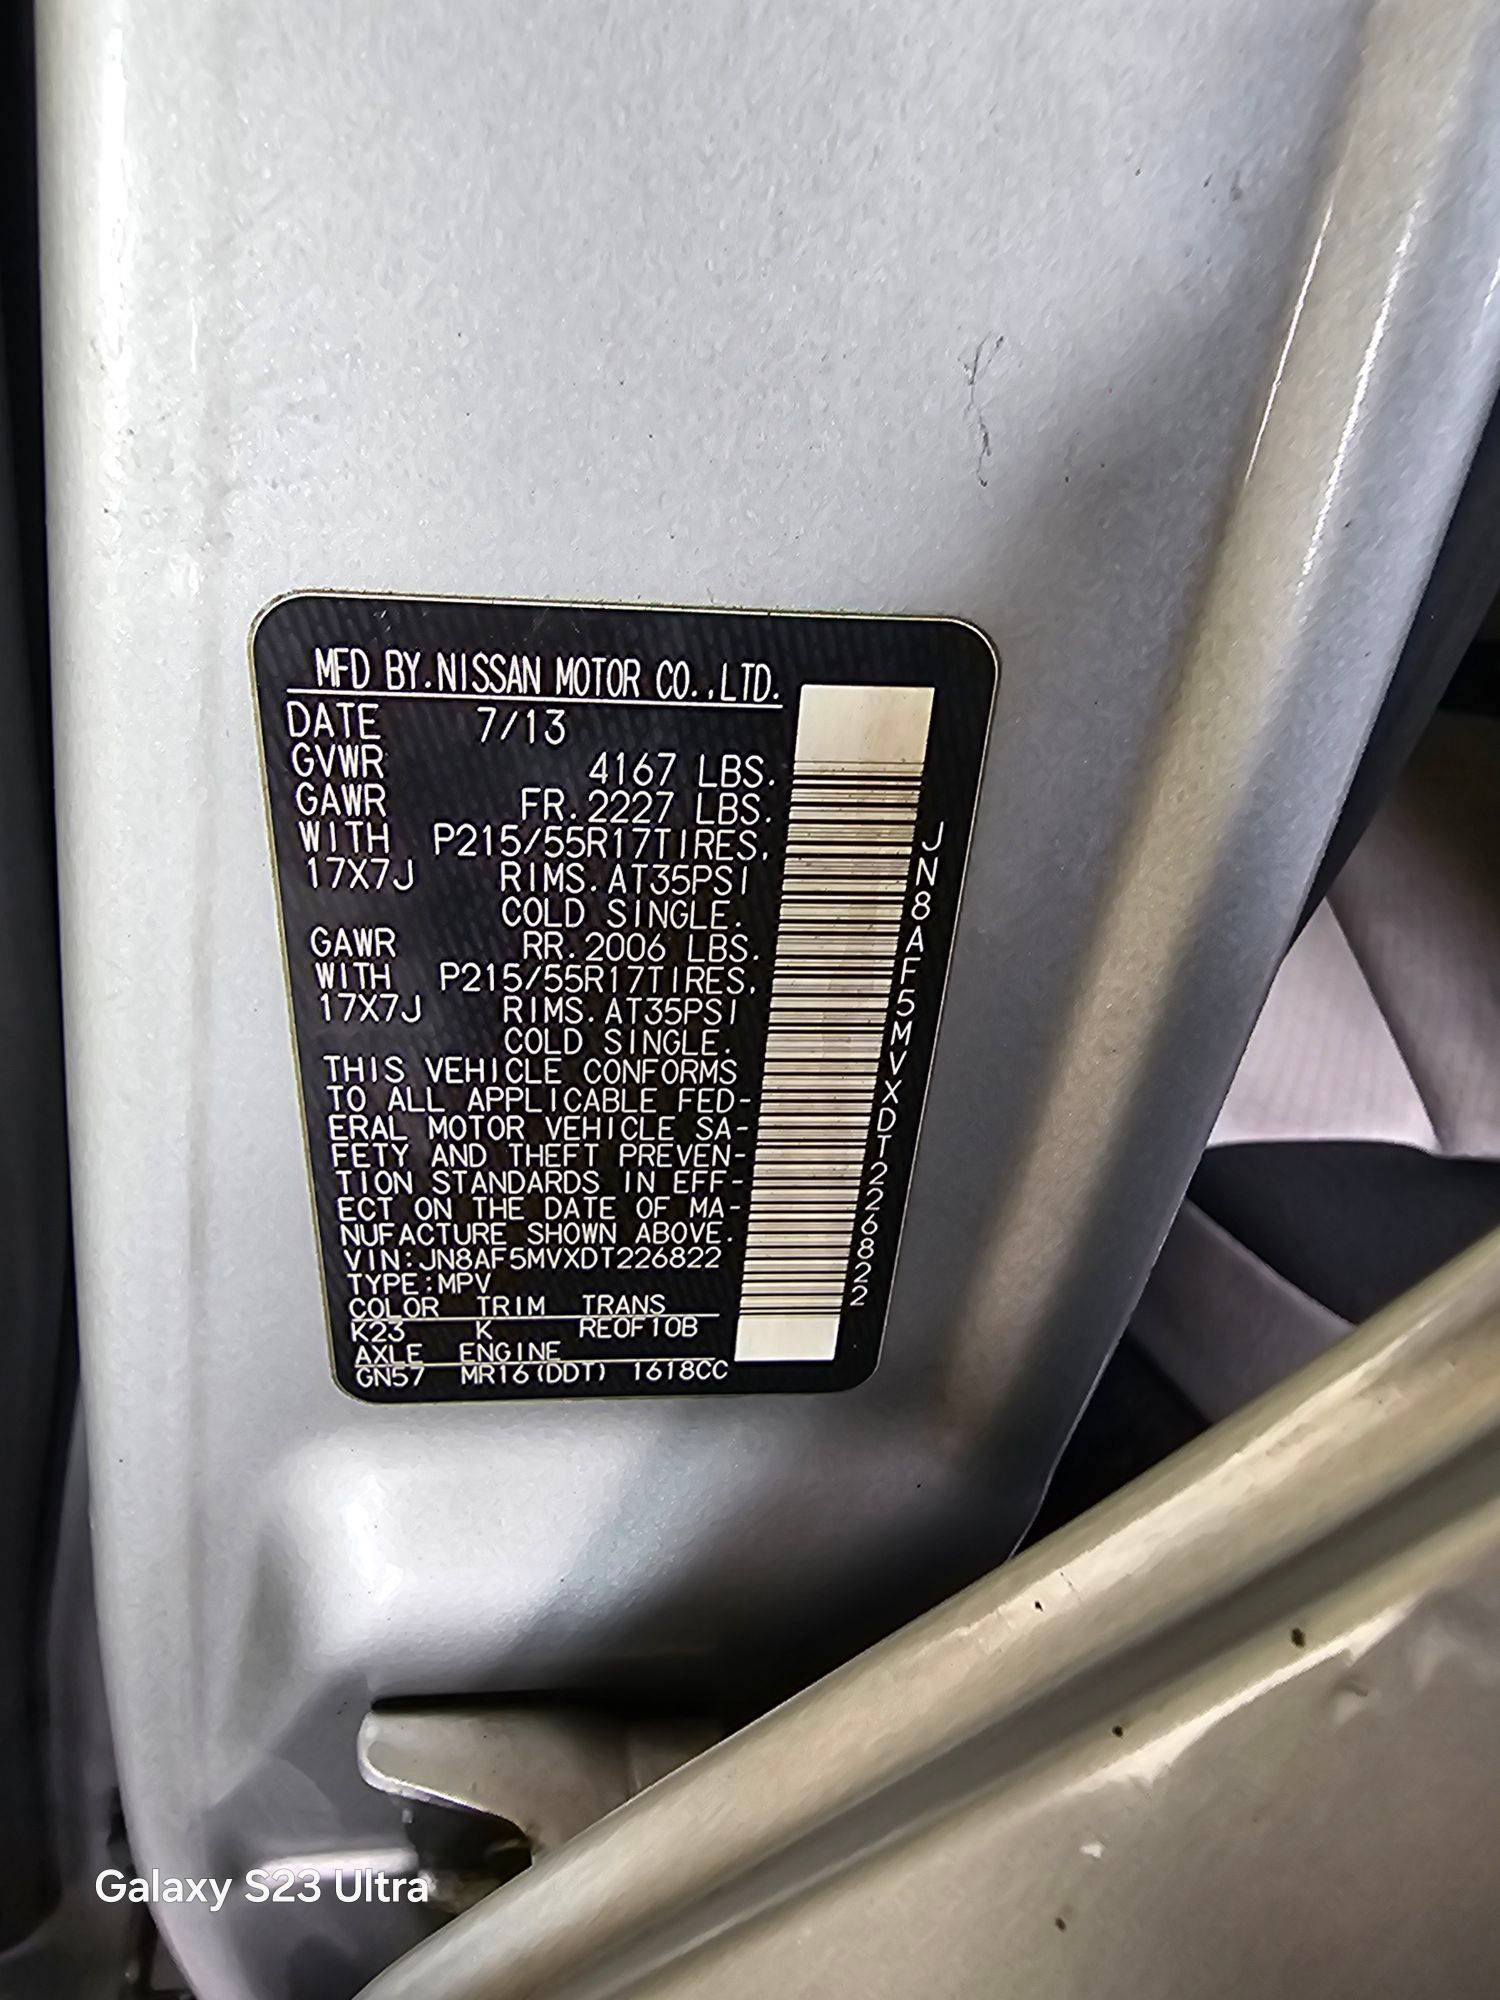 MFD BY.NISSAN MOTOR CO.,LTD.
DATE 7/13
GVWR 4167 LBS.
GAWR FR.2227 LBS.
WITH P215/55R17TIRES,
17X7J RIMS.AT35PSI
COLD SINGLE.
GAWR RR.2006 LBS.
WITH P215/55R17TIRES,
17X7J RIMS.AT35PSI
COLD SINGLE.
THIS VEHICLE CONFORMS
TO ALL APPLICABLE FED-
ERAL MOTOR VEHICLE SA-
FETY AND THEFT PREVEN-
TION STANDARDS IN EFF-
ECT ON THE DATE OF MA-
NUFACTURE SHOWN ABOVE.
VIN:JN8AF5MVXDT226822
TYPE:MPV
COLOR TRIM TRANS
K23 K RE0F10B
AXLE ENGINE
GN57 MR16(DDT) 1618CC
JN8AF5MVXDT226822
Galaxy S23 Ultra